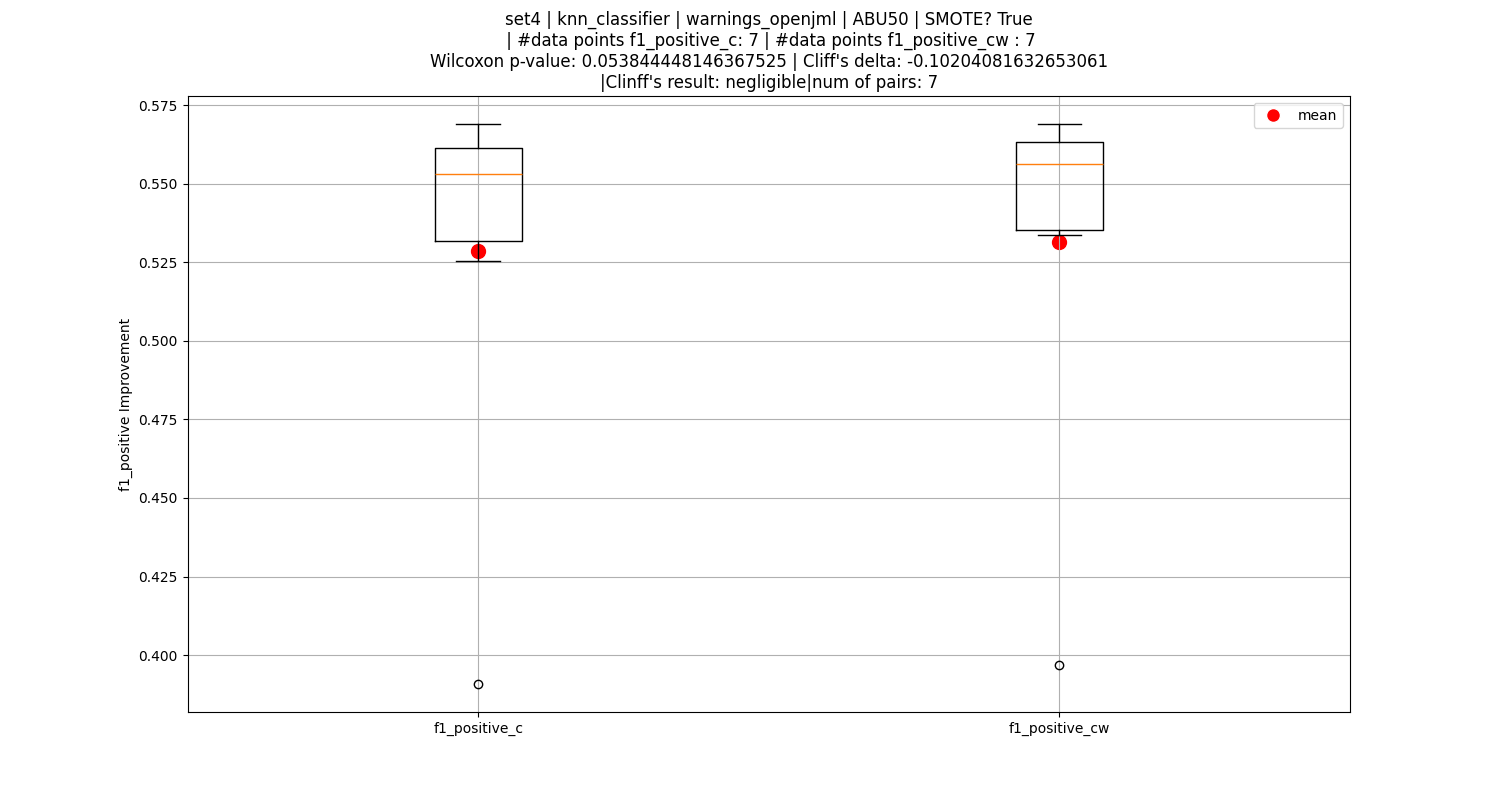 set4 | knn_classifier | warnings_openjml | ABU50 | SMOTE? True
| #data points f1_positive_c: 7 | #data points f1_positive_cw : 7
Wilcoxon p-value: 0.053844448146367525 | Cliff's delta: -0.10204081632653061
|Clinff's result: negligible|num of pairs: 7
mean
f1_positive Improvement
0.575
0.550
0.525
0.500
0.475
0.450
0.425
0.400
f1_positive_c
f1_positive_cw